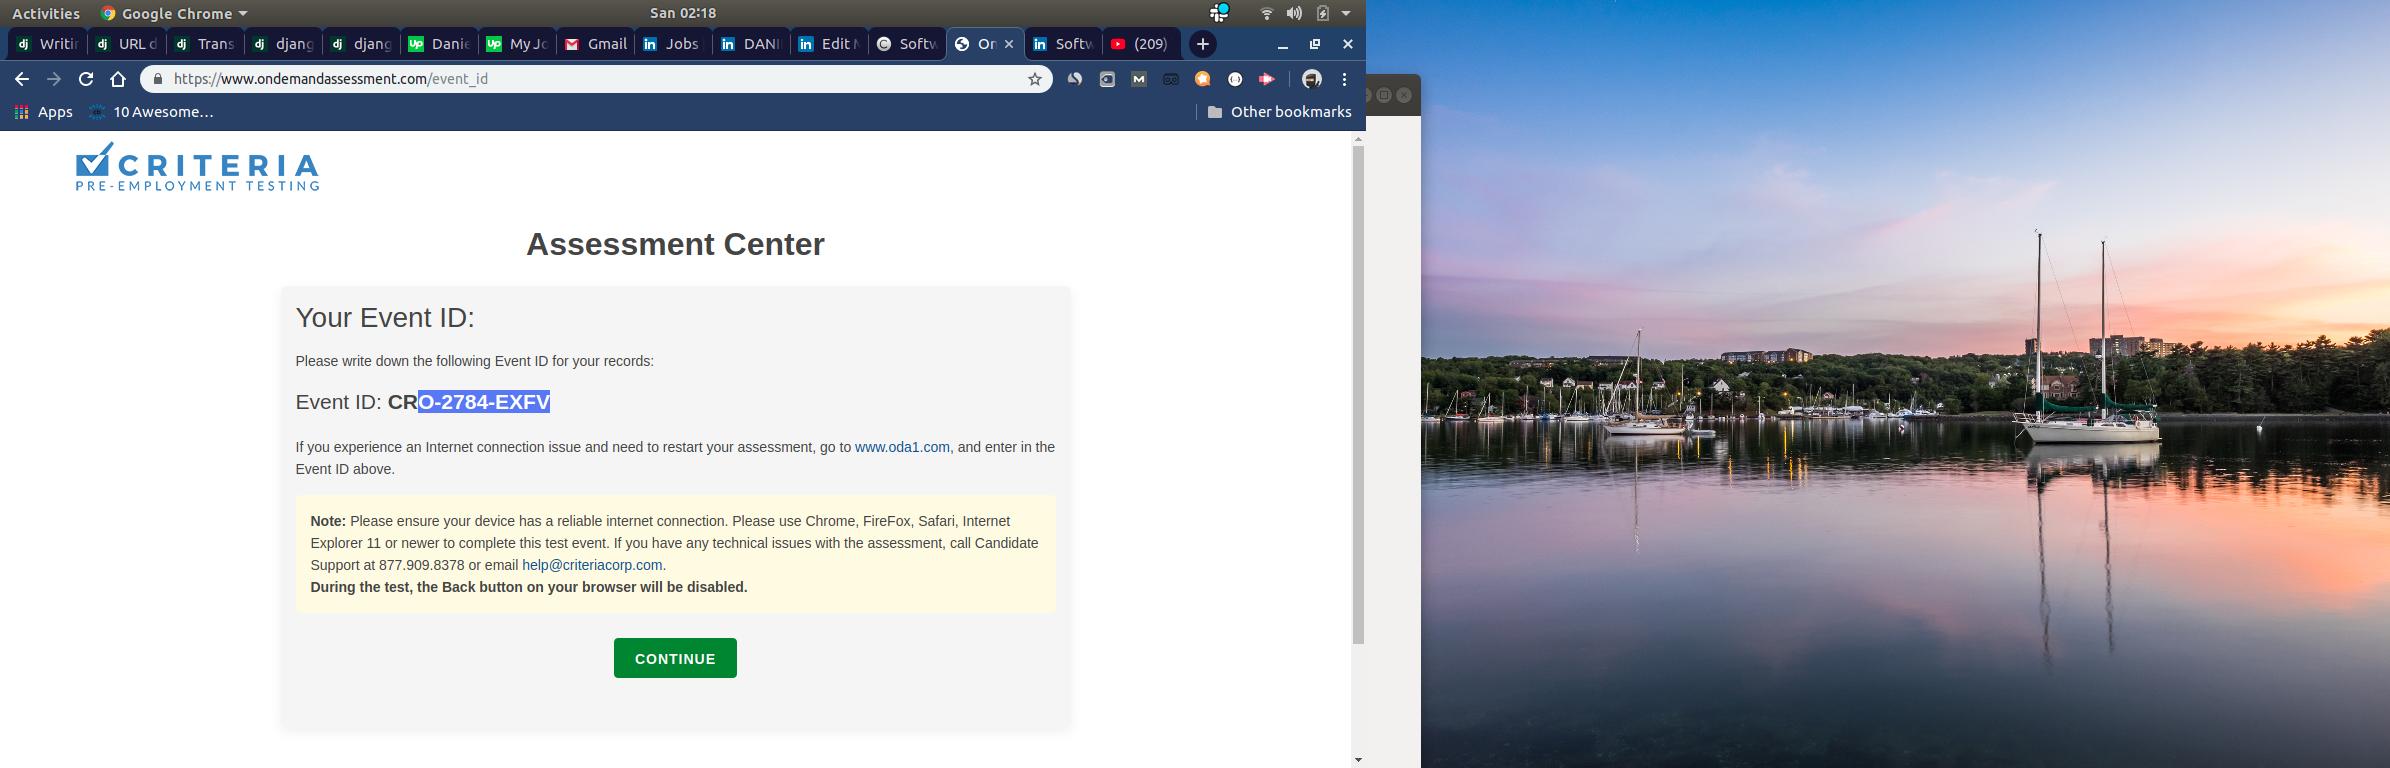 Activities Google Chrome San 02:18
Writin URL d Trans djang djang Danie My Jo Gmail Jobs DANI Edit M Softw On Softw (209)
https://www.ondemandassessment.com/event_id
Apps 10 Awesome... Other bookmarks
CRITERIA
PRE-EMPLOYMENT TESTING
Assessment Center
Your Event ID:
Please write down the following Event ID for your records:
Event ID: CRO-2784-EXFV
If you experience an Internet connection issue and need to restart your assessment, go to www.oda1.com, and enter in the
Event ID above.
Note: Please ensure your device has a reliable internet connection. Please use Chrome, FireFox, Safari, Internet
Explorer 11 or newer to complete this test event. If you have any technical issues with the assessment, call Candidate
Support at 877.909.8378 or email help@criteriacorp.com.
During the test, the Back button on your browser will be disabled.
CONTINUE